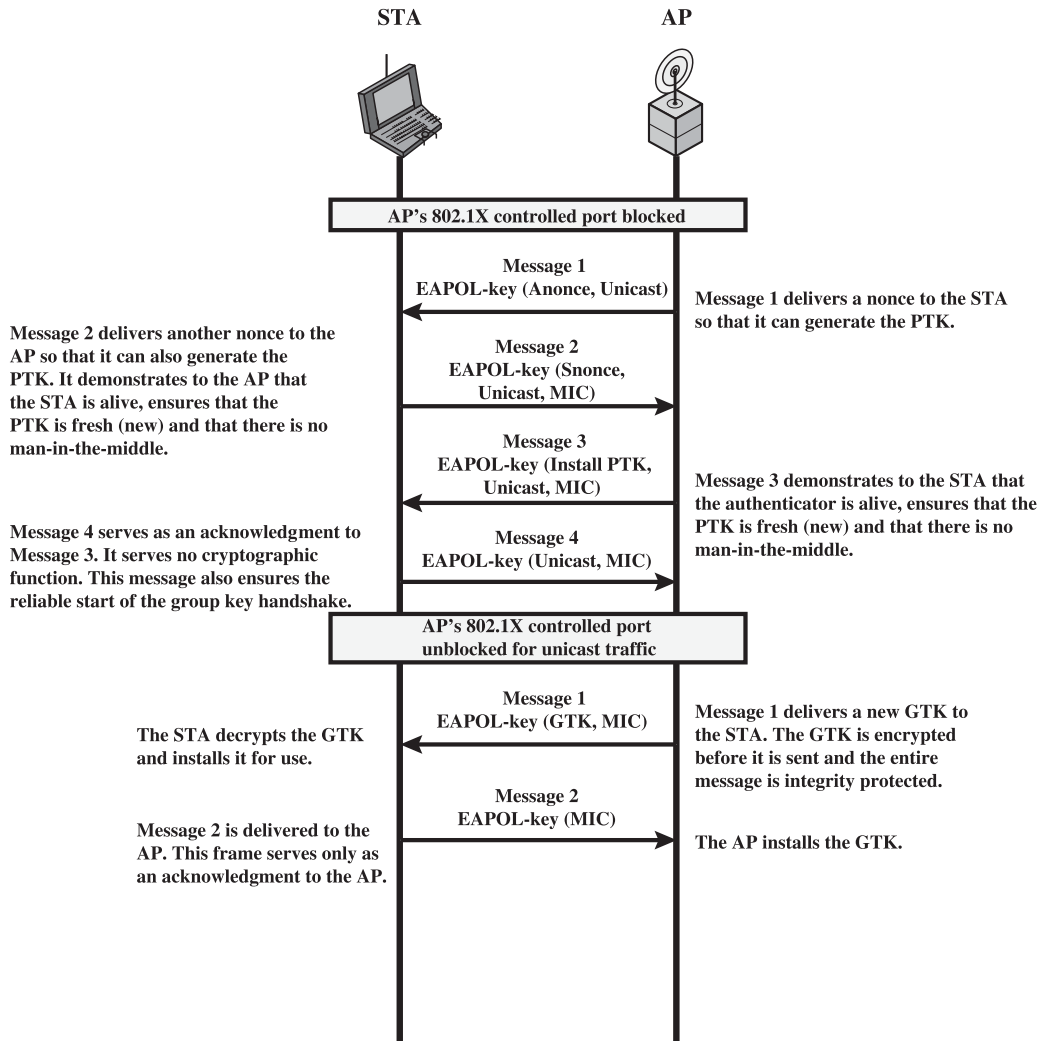 STA
AP
AP's 802.1X controlled port blocked
Message 1
EAPOL-key (Anonce, Unicast)
Message 1 delivers a nonce to the STA
so that it can generate the PTK.
Message 2 delivers another nonce to the
AP so that it can also generate the
PTK. It demonstrates to the AP that
the STA is alive, ensures that the
PTK is fresh (new) and that there is no
man-in-the-middle.
Message 2
EAPOL-key (Snonce,
Unicast, MIC)
Message 3
EAPOL-key (Install PTK,
Unicast, MIC)
Message 3 demonstrates to the STA that
the authenticator is alive, ensures that the
PTK is fresh (new) and that there is no
man-in-the-middle.
Message 4 serves as an acknowledgment to
Message 3. It serves no cryptographic
function. This message also ensures the
reliable start of the group key handshake.
Message 4
EAPOL-key (Unicast, MIC)
AP's 802.1X controlled port
unblocked for unicast traffic
Message 1
EAPOL-key (GTK, MIC)
Message 1 delivers a new GTK to
the STA. The GTK is encrypted
before it is sent and the entire
message is integrity protected.
The STA decrypts the GTK
and installs it for use.
Message 2
EAPOL-key (MIC)
Message 2 is delivered to the
AP. This frame serves only as
an acknowledgment to the AP.
The AP installs the GTK.